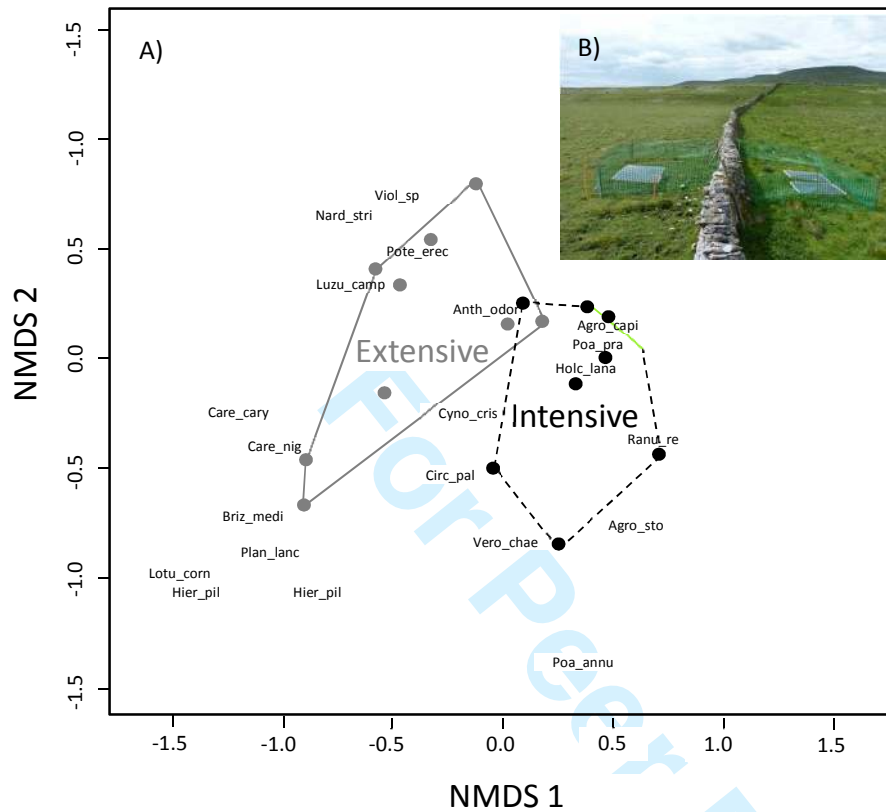 A)
B)
NMDS 2
-1.5
-1.0
0.5
0.0
-0.5
-1.0
-1.5
Viol_sp
Nard_stri
Pote_erec
Luzu_camp
Anth_odor
Agro_capi
Poa_pra
Extensive
Holc_lana
Care_cary
Cyno_cris
Intensive
Care_nig
Ranu_re
Circ_pal
Briz_medi
Agro_sto
Plan_lanc
Vero_chae
Lotu_corn
Hier_pil
Hier_pil
Poa_annu
-1.5
-1.0
-0.5
0.0
0.5
1.0
1.5
NMDS 1
For Peer